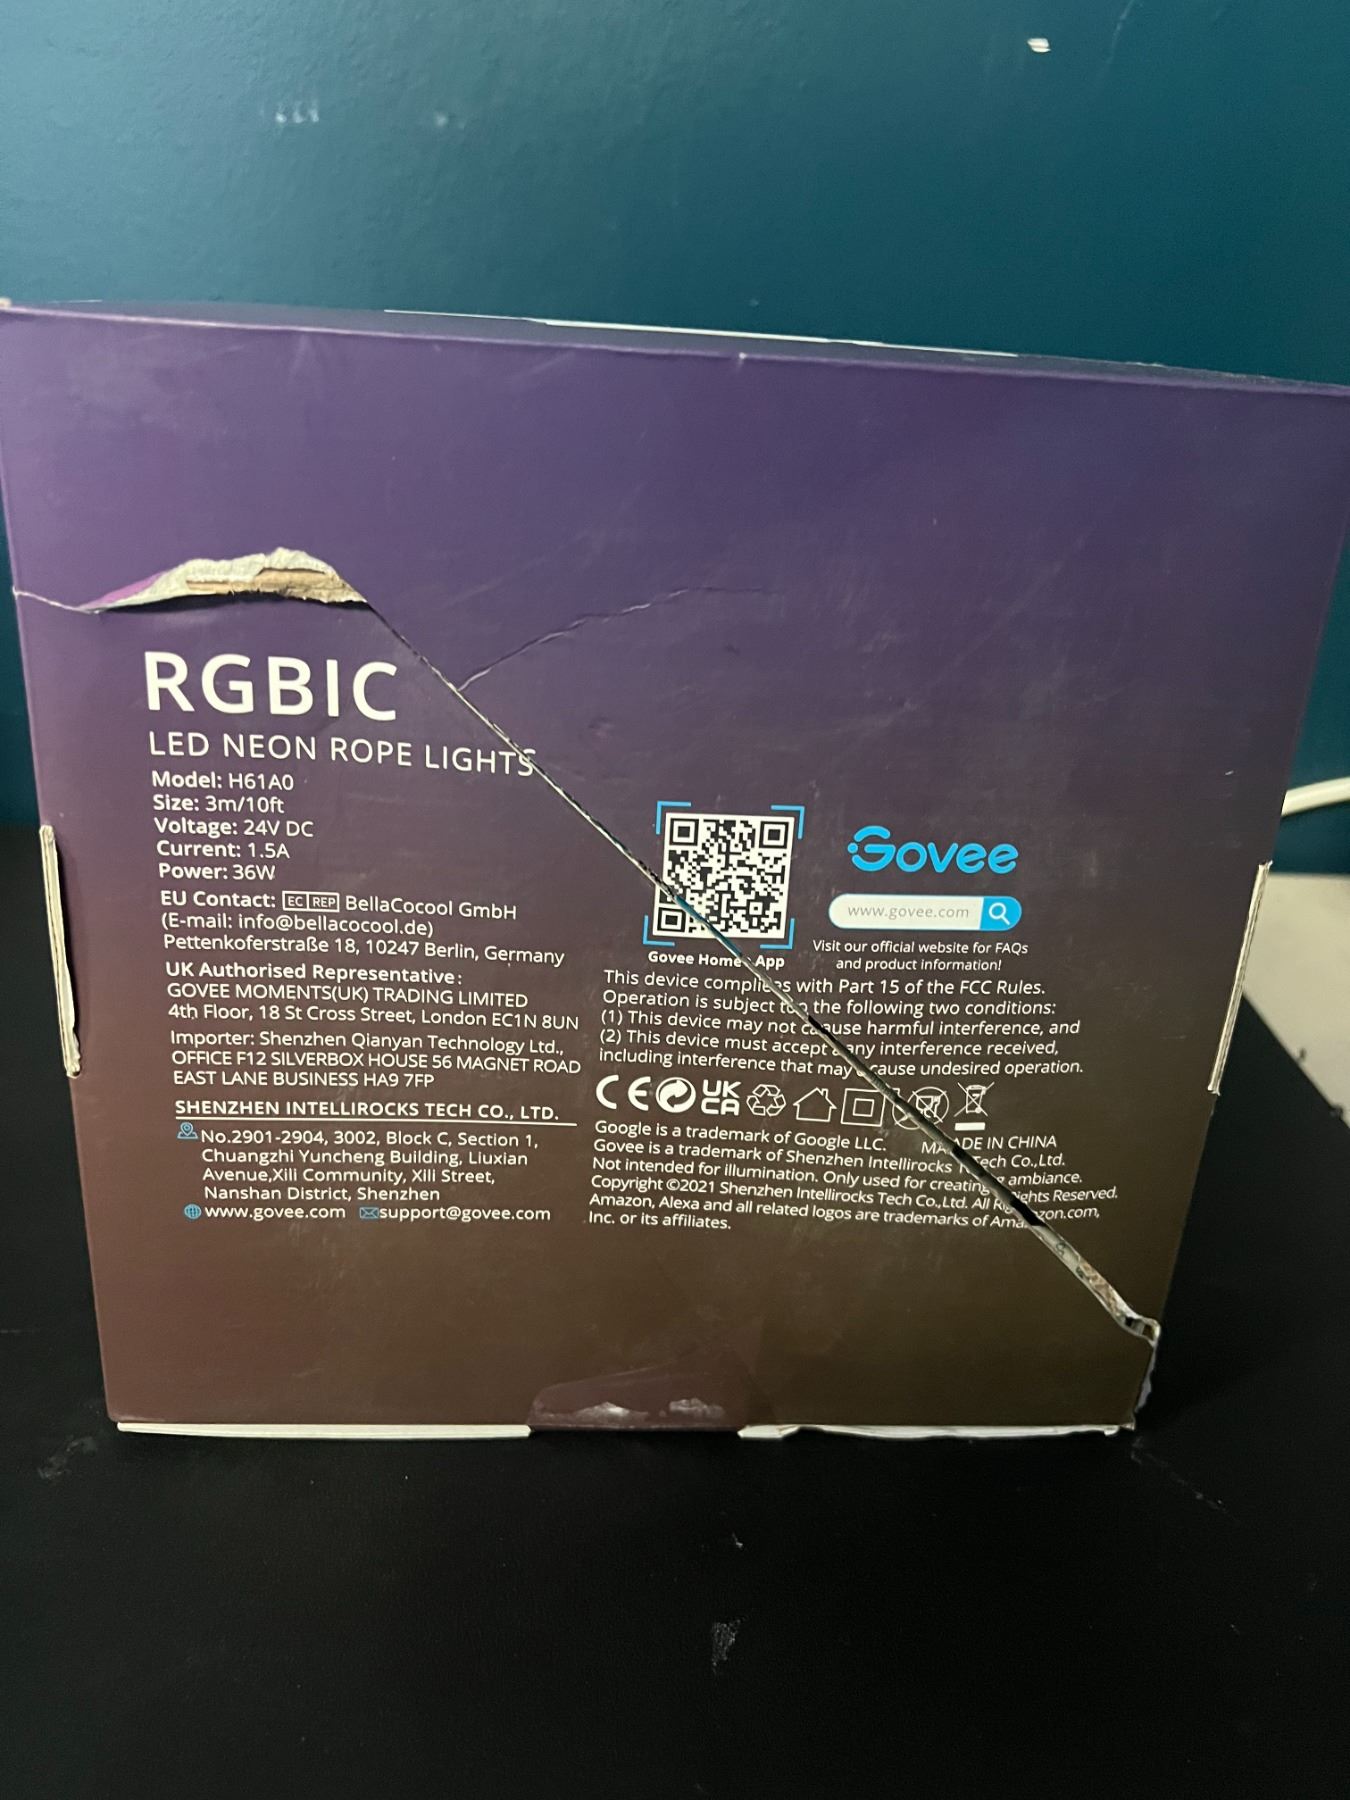 RGBIC
LED NEON ROPE LIGHTS
Model: H61A0
Size: 3m/10ft
Voltage: 24V DC
Current: 1.5A
Power: 36W
EU Contact: EC REP BellaCocool GmbH
(E-mail: info@bellacocool.de)
Pettenkoferstraße 18, 10247 Berlin, Germany
UK Authorised Representative:
GOVEE MOMENTS(UK) TRADING LIMITED
4th Floor, 18 St Cross Street, London EC1N 8UN
Importer: Shenzhen Qianyan Technology Ltd.,
OFFICE F12 SILVERBOX HOUSE 56 MAGNET ROAD
EAST LANE BUSINESS HA9 7FP
SHENZHEN INTELLIROCKS TECH CO., LTD.
No.2901-2904, 3002, Block C, Section 1,
Chuangzhi Yuncheng Building, Liuxian
Avenue,Xili Community, Xili Street,
Nanshan District, Shenzhen
www.govee.com support@govee.com
Govee Home App
Govee
www.govee.com
Visit our official website for FAQs
and product information!
This device complies with Part 15 of the FCC Rules.
Operation is subject to the following two conditions:
(1) This device may not cause harmful interference, and
(2) This device must accept any interference received,
including interference that may cause undesired operation.
CE UK CA
Google is a trademark of Google LLC. MADE IN CHINA
Govee is a trademark of Shenzhen Intellirocks Tech Co.,Ltd.
Not intended for illumination. Only used for creating ambiance.
Copyright ©2021 Shenzhen Intellirocks Tech Co.,Ltd. All Rights Reserved.
Amazon, Alexa and all related logos are trademarks of Amazon.com,
Inc. or its affiliates.